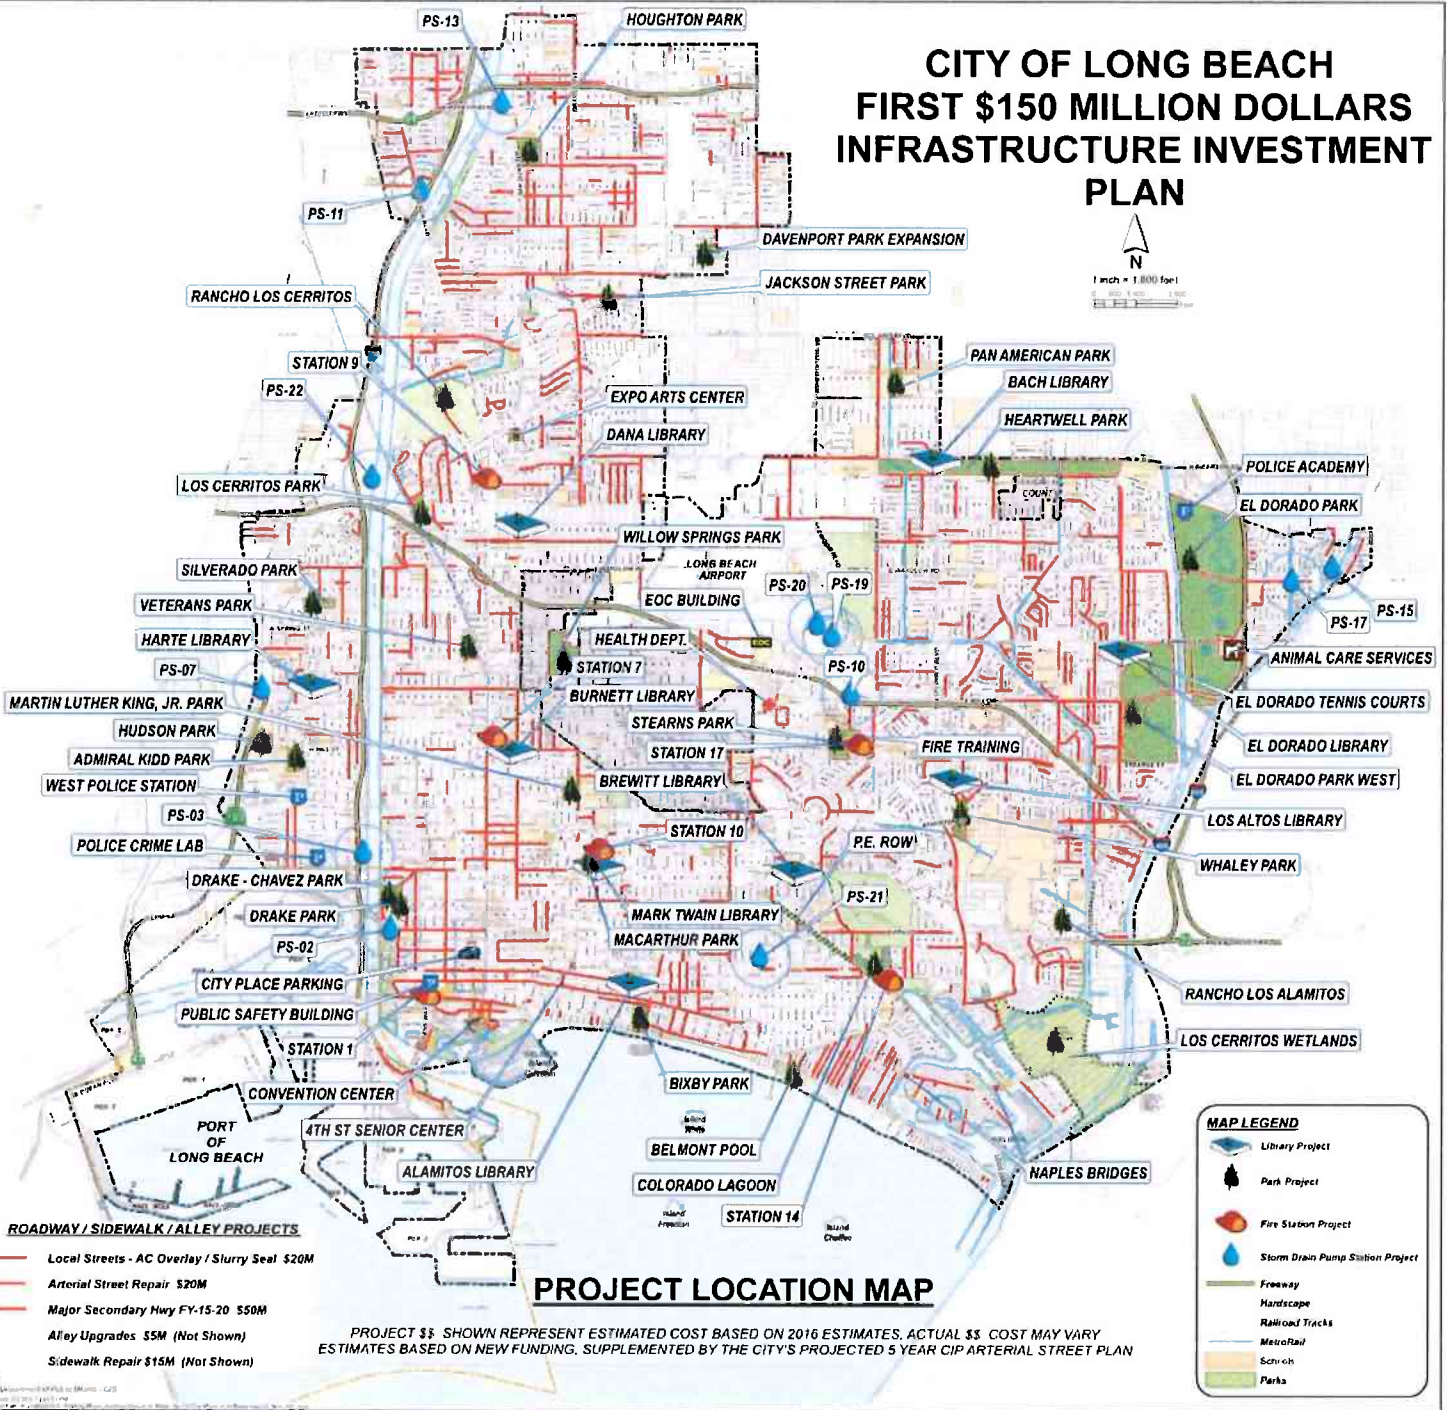 CITY OF LONG BEACH
FIRST $150 MILLION DOLLARS
INFRASTRUCTURE INVESTMENT
PLAN
N
1 inch = 1,800 feet
PS-13
HOUGHTON PARK
PS-11
DAVENPORT PARK EXPANSION
JACKSON STREET PARK
RANCHO LOS CERRITOS
STATION 9
PS-22
PAN AMERICAN PARK
BACH LIBRARY
HEARTWELL PARK
EXPO ARTS CENTER
DANA LIBRARY
POLICE ACADEMY
LOS CERRITOS PARK
COUNT
EL DORADO PARK
WILLOW SPRINGS PARK
SILVERADO PARK
LONG BEACH
AIRPORT
PS-20
PS-19
VETERANS PARK
EOC BUILDING
PS-15
PS-17
HARTE LIBRARY
HEALTH DEPT.
EOC
ANIMAL CARE SERVICES
PS-07
STATION 7
PS-10
MARTIN LUTHER KING, JR. PARK
BURNETT LIBRARY
EL DORADO TENNIS COURTS
HUDSON PARK
STEARNS PARK
EL DORADO LIBRARY
ADMIRAL KIDD PARK
STATION 17
FIRE TRAINING
WEST POLICE STATION
BREWITT LIBRARY
EL DORADO PARK WEST
PS-03
STATION 10
LOS ALTOS LIBRARY
POLICE CRIME LAB
P.E. ROW
WHALEY PARK
DRAKE - CHAVEZ PARK
PS-21
DRAKE PARK
MARK TWAIN LIBRARY
PS-02
MACARTHUR PARK
CITY PLACE PARKING
RANCHO LOS ALAMITOS
PUBLIC SAFETY BUILDING
STATION 1
LOS CERRITOS WETLANDS
CONVENTION CENTER
BIXBY PARK
PORT
OF
LONG BEACH
4TH ST SENIOR CENTER
Island
White
BELMONT POOL
ALAMITOS LIBRARY
COLORADO LAGOON
NAPLES BRIDGES
Island
Freeman
STATION 14
Island
Chaffee
MAP LEGEND
Library Project
Park Project
Fire Station Project
Storm Drain Pump Station Project
Freeway
Hardscape
Railroad Tracks
MetroRail
Schools
Parks
ROADWAY / SIDEWALK / ALLEY PROJECTS
Local Streets - AC Overlay / Slurry Seal $20M
Arterial Street Repair $20M
Major Secondary Hwy FY-15-20 $50M
Alley Upgrades $5M (Not Shown)
Sidewalk Repair $15M (Not Shown)
PROJECT LOCATION MAP
PROJECT $$ SHOWN REPRESENT ESTIMATED COST BASED ON 2016 ESTIMATES, ACTUAL $$ COST MAY VARY
ESTIMATES BASED ON NEW FUNDING, SUPPLEMENTED BY THE CITY'S PROJECTED 5 YEAR CIP ARTERIAL STREET PLAN